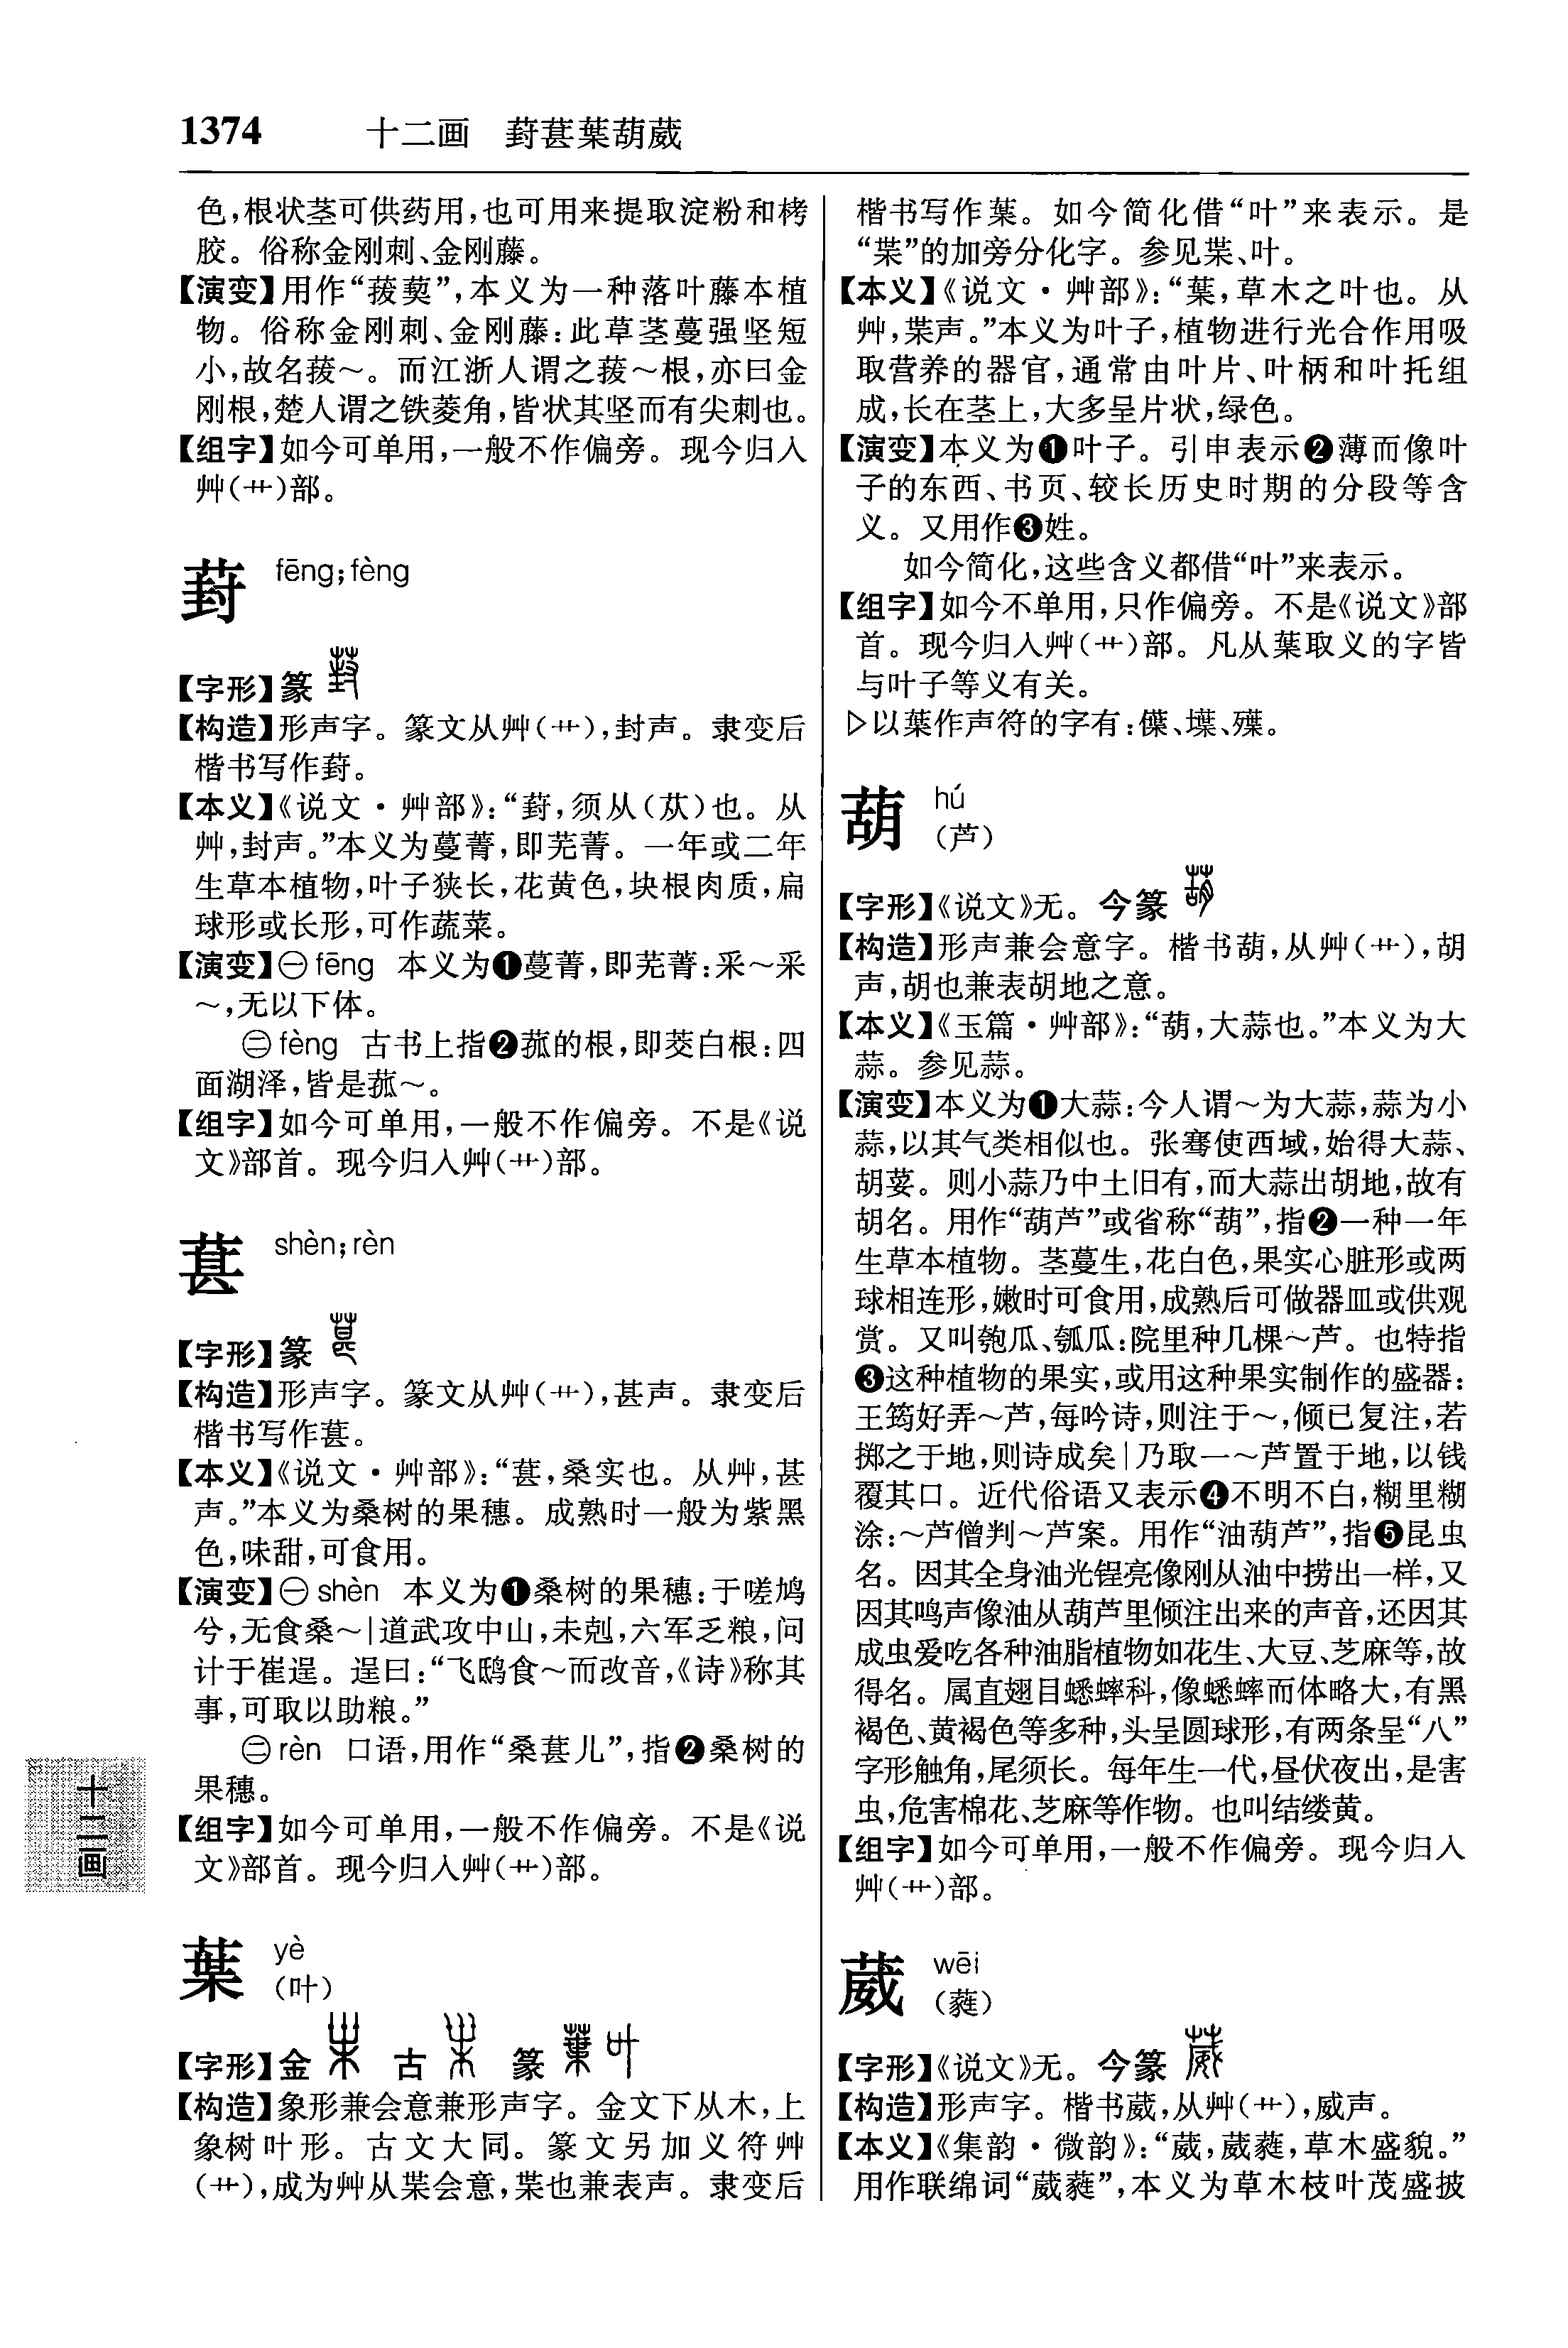 1374 十二画 葑葚葉葫葳
色,根状茎可供药用,也可用来提取淀粉和栲
胶。俗称金刚刺、金刚藤。
【演变】用作“菝葜”,本义为一种落叶藤本植
物。俗称金刚刺、金刚藤:此草茎蔓强坚短
小,故名菝～。而江浙人谓之菝～根,亦曰金
刚根,楚人谓之铁菱角,皆状其坚而有尖刺也。
【组字】如今可单用,一般不作偏旁。现今归入
艸(艹)部。
葑 fēng;fèng
【字形】篆
【构造】形声字。篆文从艸(艹),封声。隶变后
楷书写作葑。
【本义】《说文·艸部》:“葑,须从(苁)也。从
艸,封声。”本义为蔓菁,即芜菁。一年或二年
生草本植物,叶子狭长,花黄色,块根肉质,扁
球形或长形,可作蔬菜。
【演变】㊀fēng 本义为❶蔓菁,即芜菁:采～采
～,无以下体。
㊁fèng 古书上指❷菰的根,即茭白根:四
面湖泽,皆是菰～。
【组字】如今可单用,一般不作偏旁。不是《说
文》部首。现今归入艸(艹)部。
葚 shèn;rèn
【字形】篆
【构造】形声字。篆文从艸(艹),甚声。隶变后
楷书写作葚。
【本义】《说文·艸部》:“葚,桑实也。从艸,甚
声。”本义为桑树的果穗。成熟时一般为紫黑
色,味甜,可食用。
【演变】㊀shèn 本义为❶桑树的果穗:于嗟鸠
兮,无食桑～|道武攻中山,未剋,六军乏粮,问
计于崔逞。逞曰:“飞鸮食～而改音,《诗》称其
事,可取以助粮。”
㊁rèn 口语,用作“桑葚儿”,指❷桑树的
果穗。
【组字】如今可单用,一般不作偏旁。不是《说
文》部首。现今归入艸(艹)部。
葉 yè
(叶)
【字形】金 古 篆
【构造】象形兼会意兼形声字。金文下从木,上
象树叶形。古文大同。篆文另加义符艸
(艹),成为艸从枼会意,枼也兼表声。隶变后
楷书写作葉。如今简化借“叶”来表示。是
“枼”的加旁分化字。参见枼、叶。
【本义】《说文·艸部》:“葉,草木之叶也。从
艸,枼声。”本义为叶子,植物进行光合作用吸
取营养的器官,通常由叶片、叶柄和叶托组
成,长在茎上,大多呈片状,绿色。
【演变】本义为❶叶子。引申表示❷薄而像叶
子的东西、书页、较长历史时期的分段等含
义。又用作❸姓。
如今简化,这些含义都借“叶”来表示。
【组字】如今不单用,只作偏旁。不是《说文》部
首。现今归入艸(艹)部。凡从葉取义的字皆
与叶子等义有关。
▷以葉作声符的字有:僷、㙪、殜。
葫 hú
(芦)
【字形】《说文》无。今篆
【构造】形声兼会意字。楷书葫,从艸(艹),胡
声,胡也兼表胡地之意。
【本义】《玉篇·艸部》:“葫,大蒜也。”本义为大
蒜。参见蒜。
【演变】本义为❶大蒜:今人谓～为大蒜,蒜为小
蒜,以其气类相似也。张骞使西域,始得大蒜、
胡荽。则小蒜乃中土旧有,而大蒜出胡地,故有
胡名。用作“葫芦”或省称“葫”,指❷一种一年
生草本植物。茎蔓生,花白色,果实心脏形或两
球相连形,嫩时可食用,成熟后可做器皿或供观
赏。又叫匏瓜、瓠瓜:院里种几棵～芦。也特指
❸这种植物的果实,或用这种果实制作的盛器:
王筠好弄～芦,每吟诗,则注于～,倾已复注,若
掷之于地,则诗成矣|乃取一～芦置于地,以钱
覆其口。近代俗语又表示❹不明不白,糊里糊
涂:～芦僧判～芦案。用作“油葫芦”,指❺昆虫
名。因其全身油光锃亮像刚从油中捞出一样,又
因其鸣声像油从葫芦里倾注出来的声音,还因其
成虫爱吃各种油脂植物如花生、大豆、芝麻等,故
得名。属直翅目蟋蟀科,像蟋蟀而体略大,有黑
褐色、黄褐色等多种,头呈圆球形,有两条呈“八”
字形触角,尾须长。每年生一代,昼伏夜出,是害
虫,危害棉花、芝麻等作物。也叫结缕黄。
【组字】如今可单用,一般不作偏旁。现今归入
艸(艹)部。
葳 wēi
(蕤)
【字形】《说文》无。今篆
【构造】形声字。楷书葳,从艸(艹),威声。
【本义】《集韵·微韵》:“葳,葳蕤,草木盛貌。”
用作联绵词“葳蕤”,本义为草木枝叶茂盛披
十二画